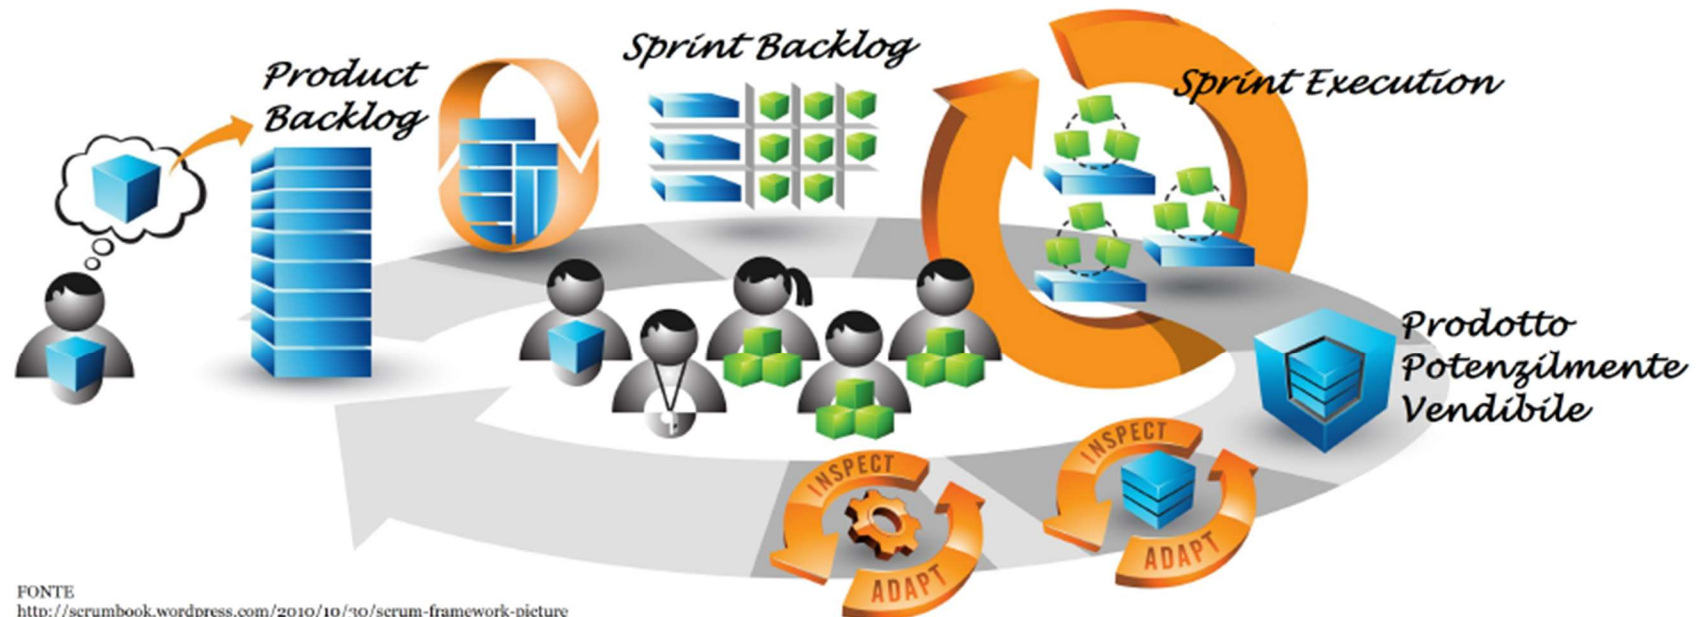 Product
Backlog
Sprint Backlog
Sprint Execution
Prodotto
Potenzilmente
Vendibile
INSPECT
ADAPT
INSPECT
ADAPT
FONTE
http://scrumbook.wordpress.com/2010/10/30/scrum-framework-picture